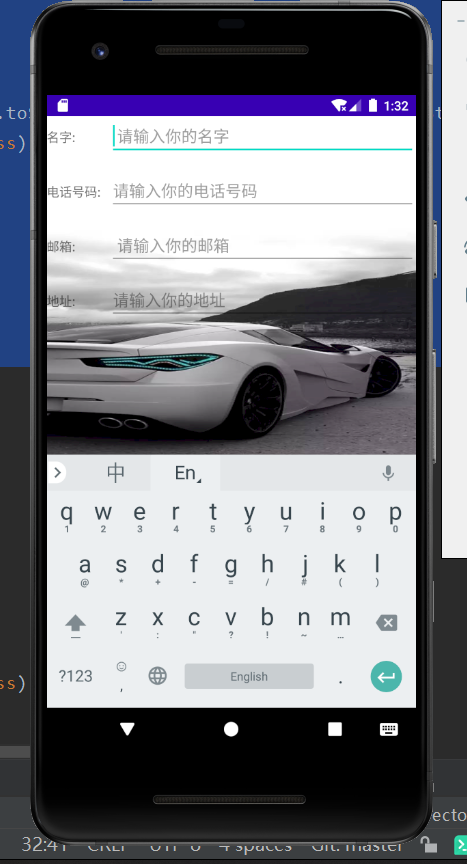 1:32
.to
ss)
名字: 请输入你的名字
电话号码: 请输入你的电话号码
邮箱: 请输入你的邮箱
地址: 请输入你的地址
中 En
q w e r t y u i o p
1 2 3 4 5 6 7 8 9 0
a s d f g h j k l
@ * + - = / # ( )
z x c v b n m
' : " ? ! ~ …
?123 , English .
ss)
ecto
32:41 CRLF UTF-8 4 spaces Git: master